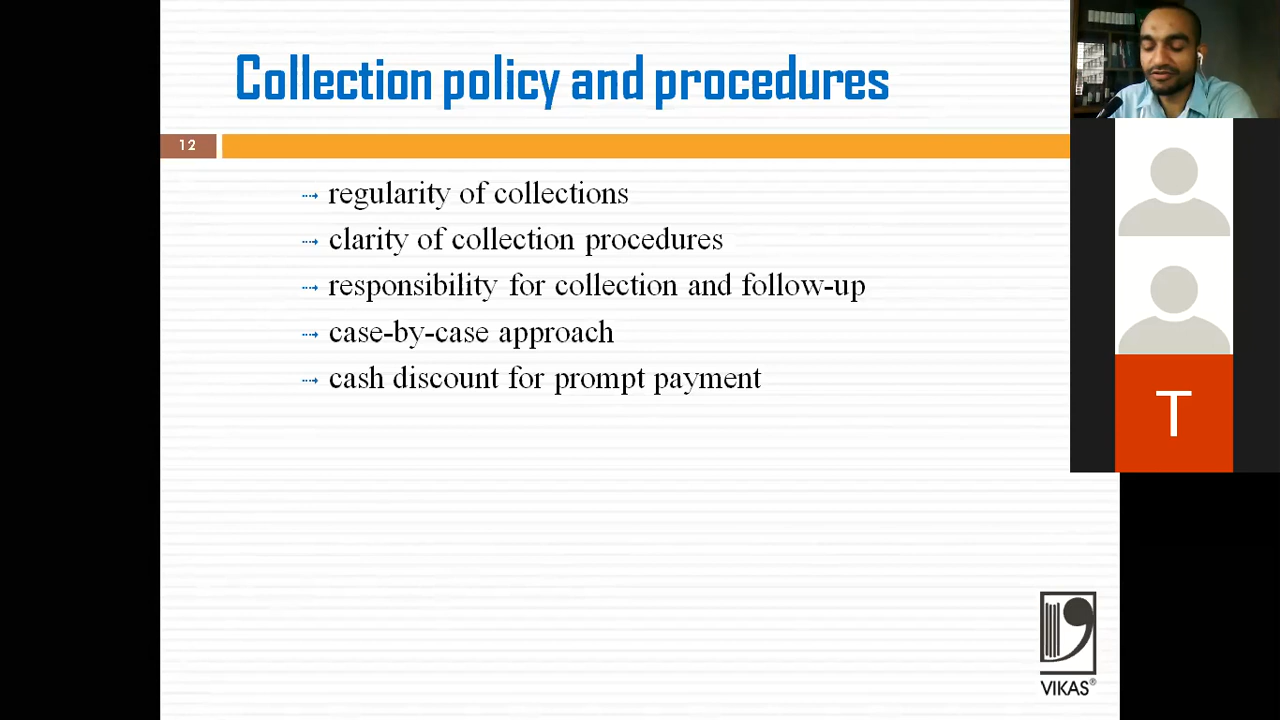 Collection policy and procedures
12
regularity of collections
clarity of collection procedures
responsibility for collection and follow-up
case-by-case approach
cash discount for prompt payment
T
VIKAS®